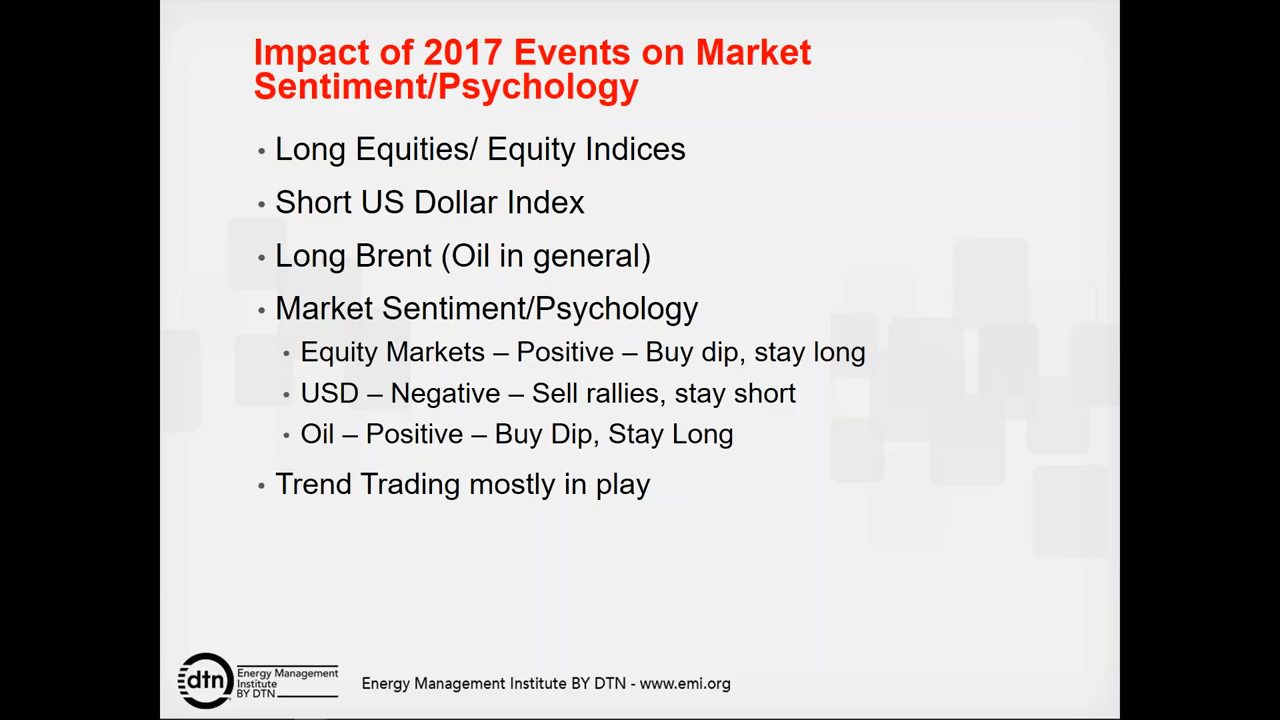 Impact of 2017 Events on Market
Sentiment/Psychology
• Long Equities/ Equity Indices
• Short US Dollar Index
• Long Brent (Oil in general)
• Market Sentiment/Psychology
• Equity Markets – Positive – Buy dip, stay long
• USD – Negative – Sell rallies, stay short
• Oil – Positive – Buy Dip, Stay Long
• Trend Trading mostly in play
dtn
Energy Management
Institute
BY DTN
Energy Management Institute BY DTN - www.emi.org